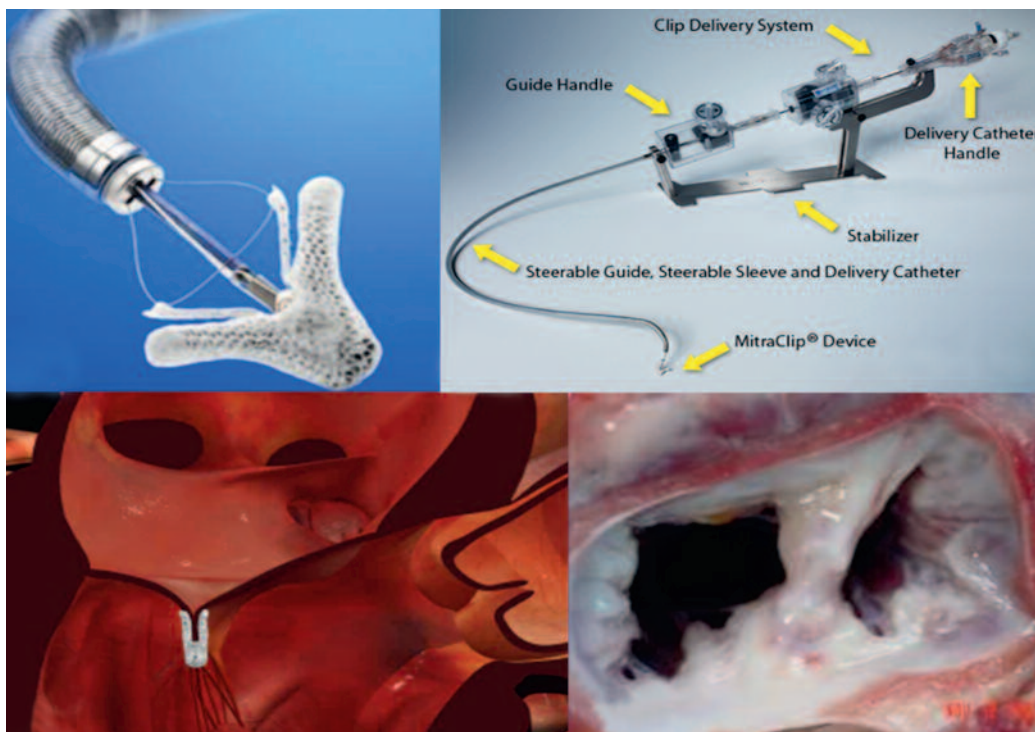 Clip Delivery System
Guide Handle
Delivery Catheter
Handle
Stabilizer
Steerable Guide, Steerable Sleeve and Delivery Catheter
MitraClip® Device